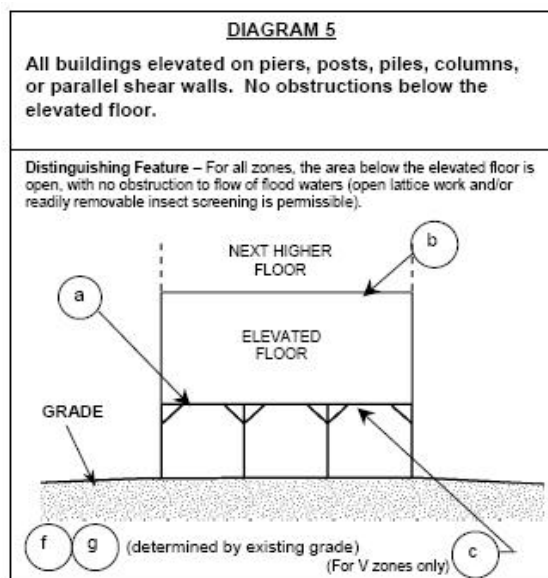 DIAGRAM 5
All buildings elevated on piers, posts, piles, columns,
or parallel shear walls. No obstructions below the
elevated floor.
Distinguishing Feature – For all zones, the area below the elevated floor is
open, with no obstruction to flow of flood waters (open lattice work and/or
readily removable insect screening is permissible).
NEXT HIGHER
FLOOR
b
a
ELEVATED
FLOOR
GRADE
f g (determined by existing grade)
(For V zones only) c